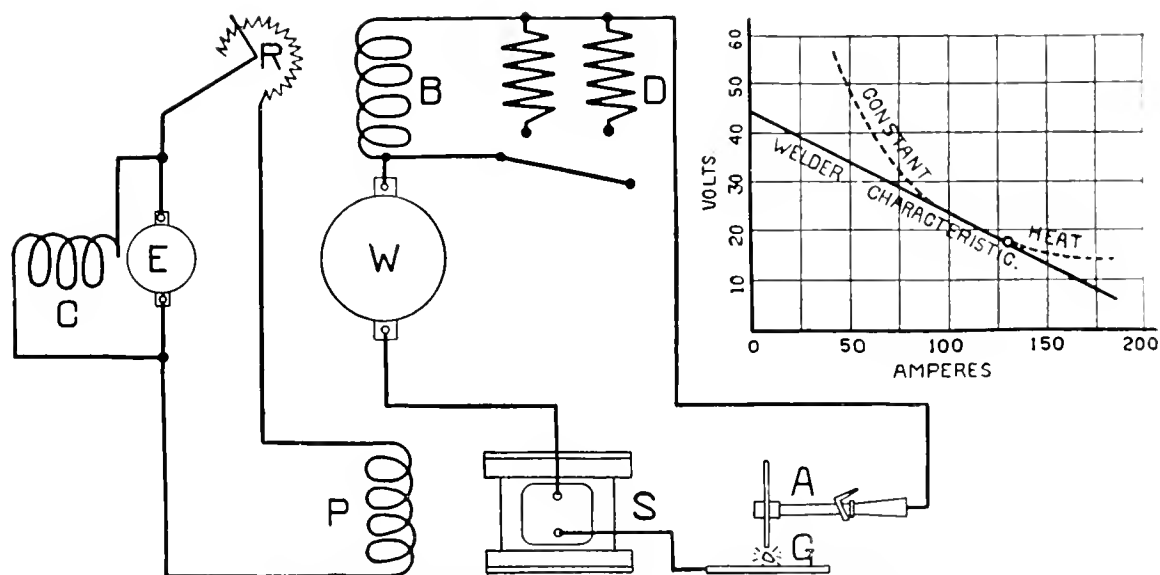 R
B
D
E
W
C
P
S
A
G
60
50
40
30
20
10
VOLTS
CONSTANT
WELDER CHARACTERISTIC.
HEAT
0 50 100 150 200
AMPERES